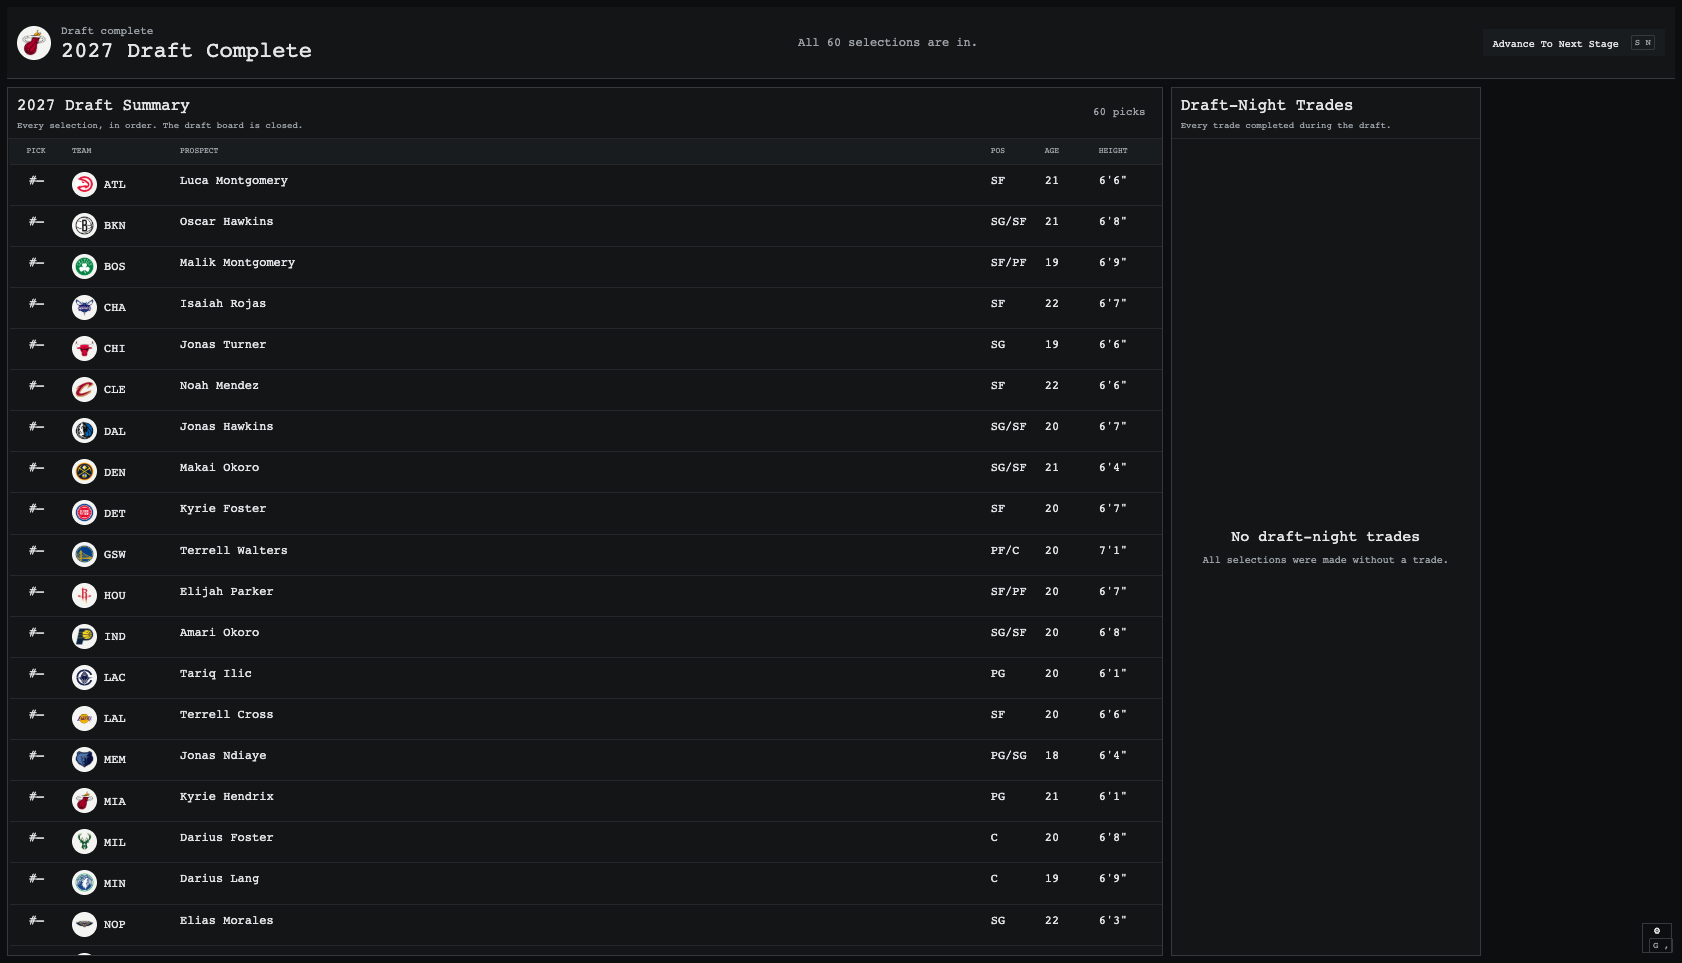 Draft complete
2027 Draft Complete
All 60 selections are in.
Advance To Next Stage S N
2027 Draft Summary
Every selection, in order. The draft board is closed.
60 picks
PICK TEAM PROSPECT POS AGE HEIGHT
#— ATL Luca Montgomery SF 21 6'6"
#— BKN Oscar Hawkins SG/SF 21 6'8"
#— BOS Malik Montgomery SF/PF 19 6'9"
#— CHA Isaiah Rojas SF 22 6'7"
#— CHI Jonas Turner SG 19 6'6"
#— CLE Noah Mendez SF 22 6'6"
#— DAL Jonas Hawkins SG/SF 20 6'7"
#— DEN Makai Okoro SG/SF 21 6'4"
#— DET Kyrie Foster SF 20 6'7"
#— GSW Terrell Walters PF/C 20 7'1"
#— HOU Elijah Parker SF/PF 20 6'7"
#— IND Amari Okoro SG/SF 20 6'8"
#— LAC Tariq Ilic PG 20 6'1"
#— LAL Terrell Cross SF 20 6'6"
#— MEM Jonas Ndiaye PG/SG 18 6'4"
#— MIA Kyrie Hendrix PG 21 6'1"
#— MIL Darius Foster C 20 6'8"
#— MIN Darius Lang C 19 6'9"
#— NOP Elias Morales SG 22 6'3"
Draft-Night Trades
Every trade completed during the draft.
No draft-night trades
All selections were made without a trade.
G ,